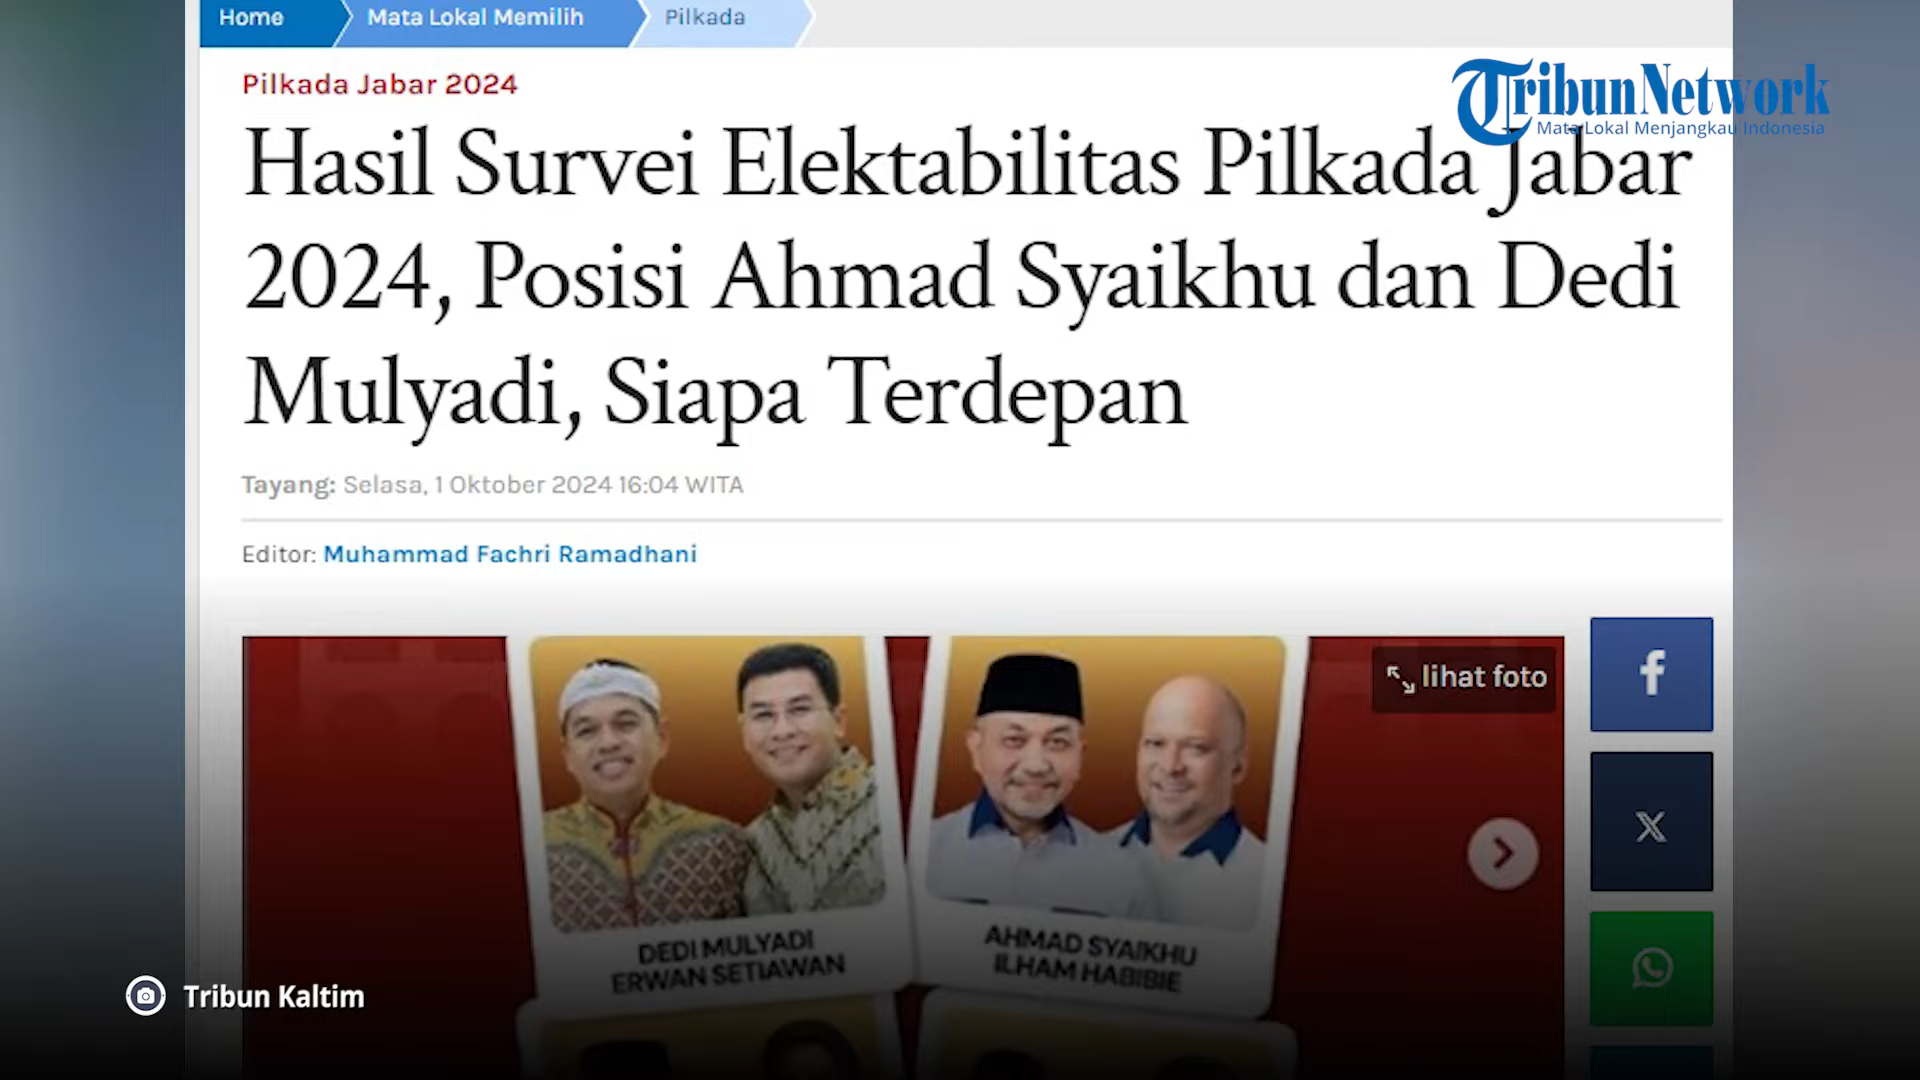 Home
Mata Lokal Memilih
Pilkada
TribunNetwork
Mata Lokal Menjangkau Indonesia
Pilkada Jabar 2024
Hasil Survei Elektabilitas Pilkada Jabar
2024, Posisi Ahmad Syaikhu dan Dedi
Mulyadi, Siapa Terdepan
Tayang: Selasa, 1 Oktober 2024 16:04 WITA
Editor: Muhammad Fachri Ramadhani
lihat foto
DEDI MULYADI
ERWAN SETIAWAN
AHMAD SYAIKHU
ILHAM HABIBIE
Tribun Kaltim